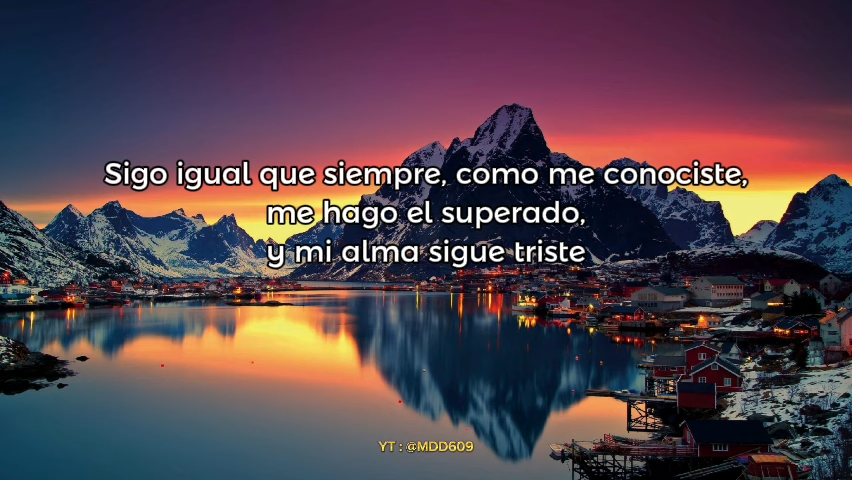 Sigo igual que siempre, como me conociste,
me hago el superado,
y mi alma sigue triste
YT : @MDD609